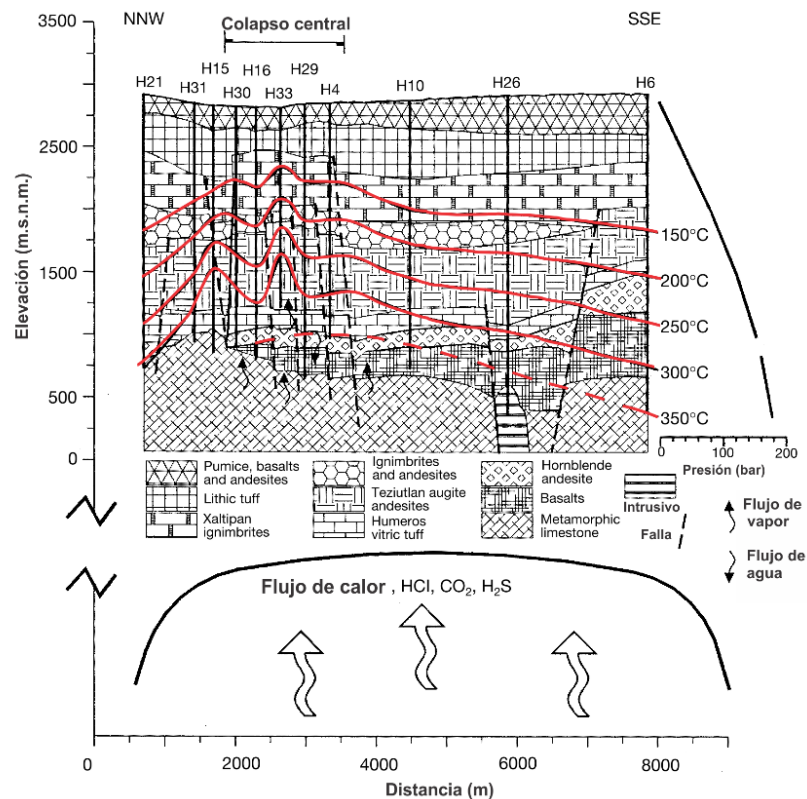 3500
NNW
Colapso central
SSE
H21
H31
H15
H30
H16
H33
H29
H4
H10
H26
H6
2500
1500
500
0
Elevación (m.s.n.m.)
150°C
200°C
250°C
300°C
350°C
0
100
200
Presión (bar)
Pumice, basalts
and andesites
Lithic tuff
Xaltipan
ignimbrites
Ignimbrites
and andesites
Teziutlan augite
andesites
Humeros
vitric tuff
Hornblende
andesite
Basalts
Metamorphic
limestone
Intrusivo
Falla
Flujo de
vapor
Flujo de
agua
Flujo de calor , HCl, CO₂, H₂S
0
2000
4000
6000
8000
Distancia (m)